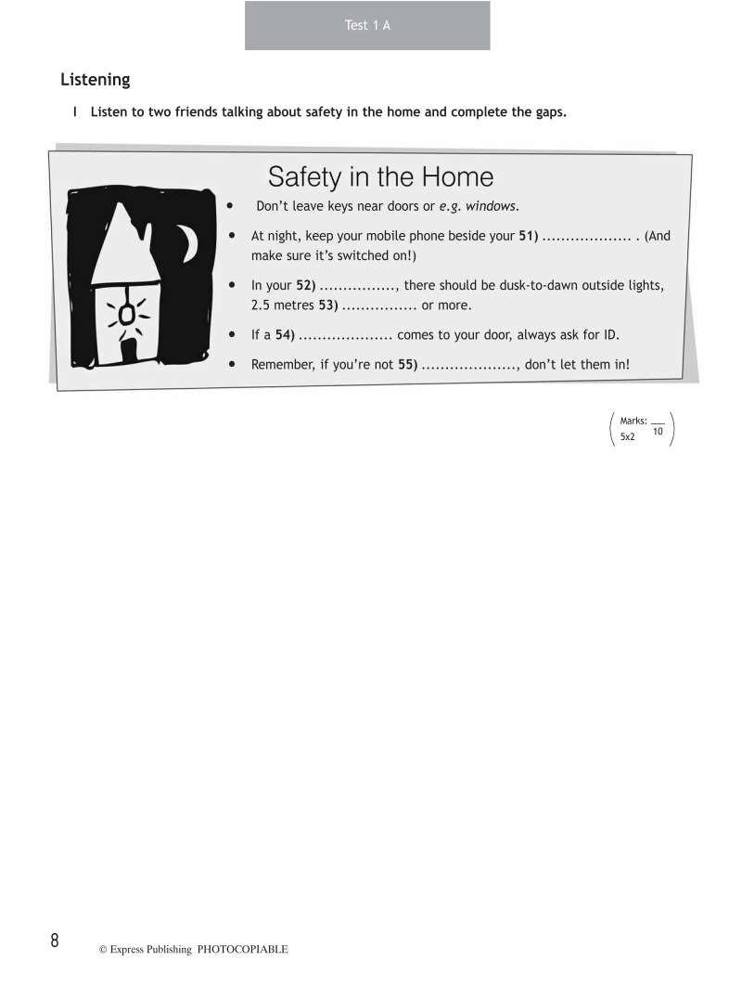 Test 1 A
Listening
I Listen to two friends talking about safety in the home and complete the gaps.
Safety in the Home
• Don't leave keys near doors or e.g. windows.
• At night, keep your mobile phone beside your 51) ................... . (And
make sure it's switched on!)
• In your 52) ................, there should be dusk-to-dawn outside lights,
2.5 metres 53) ................ or more.
• If a 54) .................... comes to your door, always ask for ID.
• Remember, if you're not 55) ...................., don't let them in!
Marks: ___
10
5x2
8
© Express Publishing PHOTOCOPIABLE